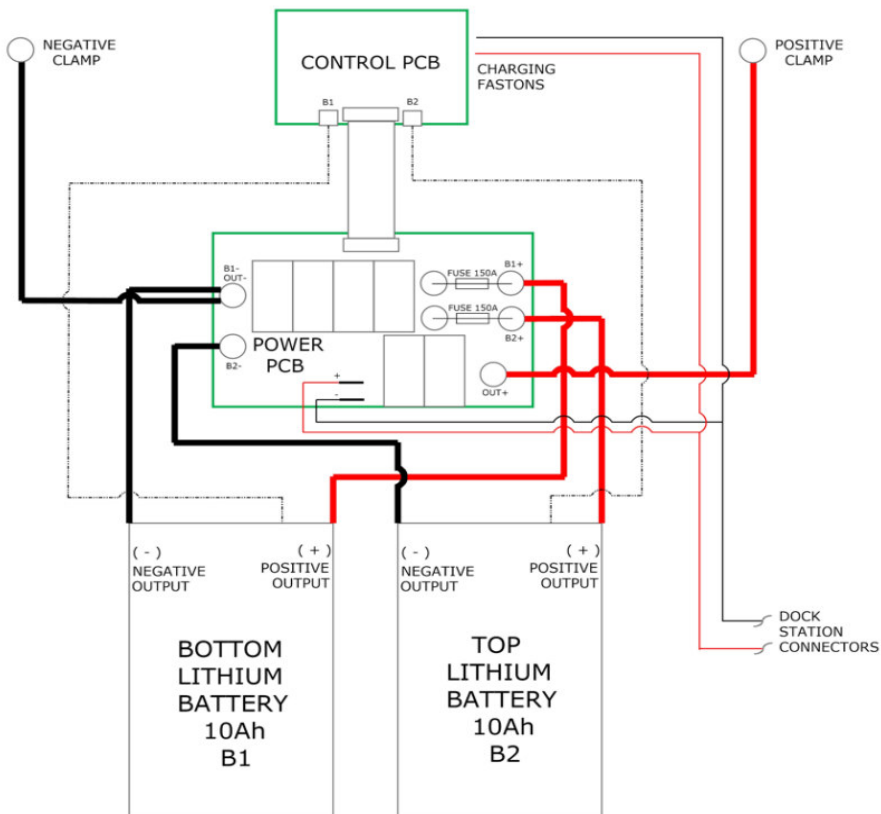 NEGATIVE
CLAMP
CONTROL PCB
B1
B2
CHARGING
FASTONS
POSITIVE
CLAMP
B1-
OUT-
FUSE 150A
B1+
FUSE 150A
B2+
B2-
POWER
PCB
+
-
OUT+
( - )
NEGATIVE
OUTPUT
( + )
POSITIVE
OUTPUT
( - )
NEGATIVE
OUTPUT
( + )
POSITIVE
OUTPUT
BOTTOM
LITHIUM
BATTERY
10Ah
B1
TOP
LITHIUM
BATTERY
10Ah
B2
DOCK
STATION
CONNECTORS